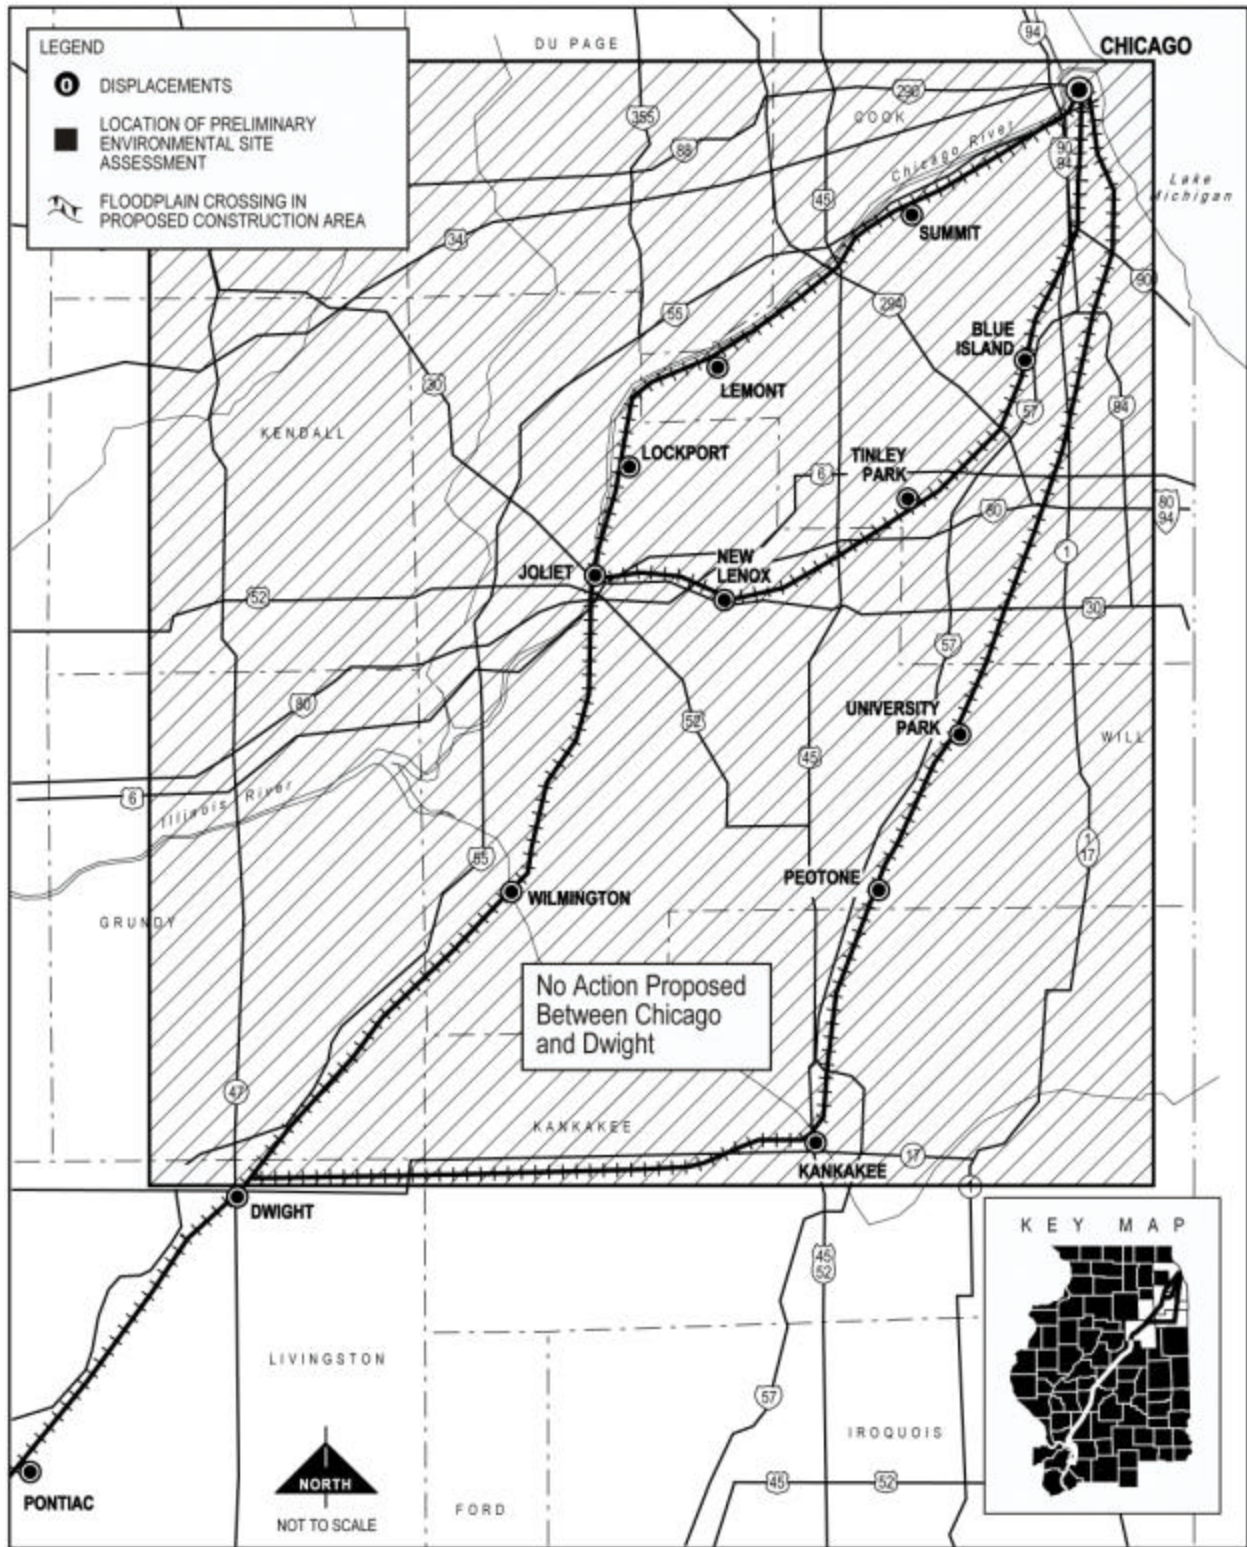 LEGEND
0 DISPLACEMENTS
LOCATION OF PRELIMINARY
ENVIRONMENTAL SITE
ASSESSMENT
FLOODPLAIN CROSSING IN
PROPOSED CONSTRUCTION AREA
DU PAGE
94
CHICAGO
290
COOK
355
88
Chicago River
90
94
Lake
Michigan
45
SUMMIT
34
90
55
294
BLUE
ISLAND
LEMONT
30
57
94
KENDALL
LOCKPORT
TINLEY
PARK
6
80
80
94
1
NEW
LENOX
JOLIET
52
30
57
80
52
UNIVERSITY
PARK
WILL
45
6
Illinois River
1
17
55
PEOTONE
WILMINGTON
GRUNDY
No Action Proposed
Between Chicago
and Dwight
47
KANKAKEE
17
KANKAKEE
1
DWIGHT
KEY MAP
45
52
LIVINGSTON
57
IROQUOIS
NORTH
NOT TO SCALE
PONTIAC
FORD
45
52